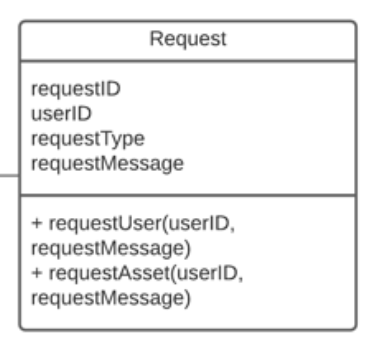 Request
requestID
userID
requestType
requestMessage
+ requestUser(userID,
requestMessage)
+ requestAsset(userID,
requestMessage)